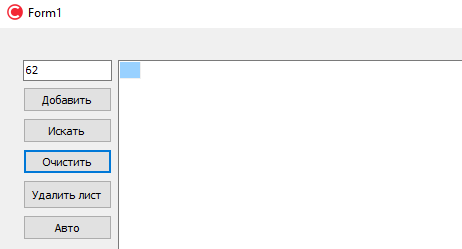 Form1
62
Добавить
Искать
Очистить
Удалить лист
Авто